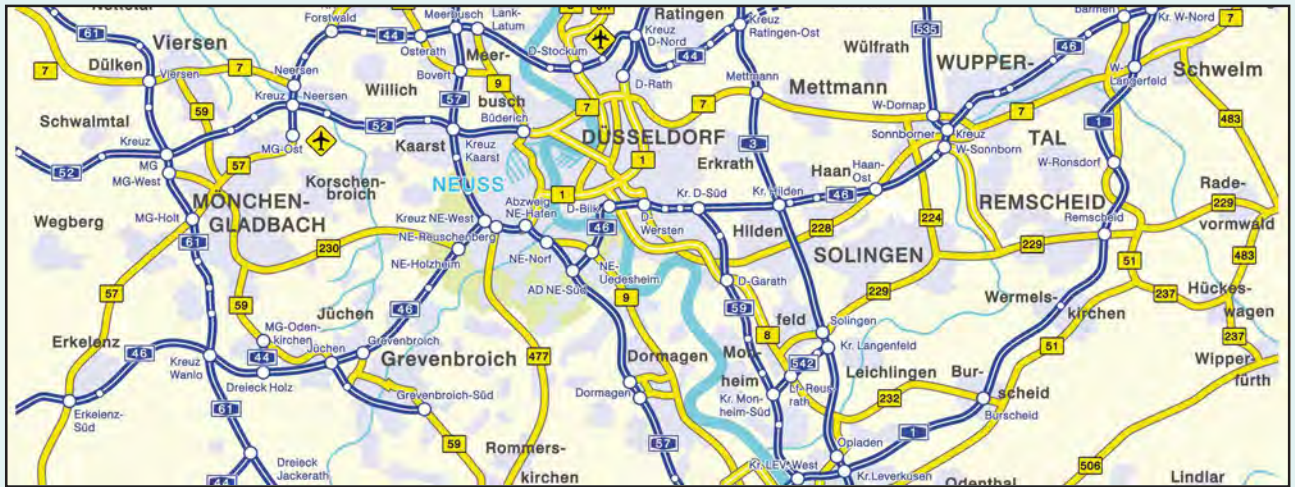 Forstwald
Meerbusch
Lank-
Latum
Ratingen
Kreuz
Ratingen-Ost
Barmen
Kr. W-Nord
61
44
Osterath
Meer-
D-Stockum
Kreuz
D-Nord
44
535
Wülfrath
46
7
Viersen
Dülken
Viersen
7
7
Neersen
Bovert
9
D-Rath
Mettmann
WUPPER-
W-
Langerfeld
Schwelm
59
Willich
57
busch
7
7
Mettmann
W-Dornap
7
483
Kreuz
Neersen
52
Büderich
DÜSSELDORF
3
Sonnborner
Kreuz
1
Schwalmtal
Kreuz
MG
MG-Ost
Kaarst
Kreuz
Kaarst
1
Erkrath
W-Sonnborn
TAL
W-Ronsdorf
52
57
MG-West
Korschen-
broich
NEUSS
1
Haan
Haan-
Ost
Rade-
vormwald
229
MÖNCHEN-
GLADBACH
Abzweig
NE-Hafen
D-Bilk
Kr. D-Süd
Kr. Hilden
46
REMSCHEID
Wegberg
MG-Holt
Kreuz NE-West
D-
Wersten
Hilden
228
224
Remscheid
61
230
NE-Reuschenberg
46
SOLINGEN
229
483
NE-Holzheim
NE-Norf
NE-
Uedesheim
51
57
AD NE-Süd
D-Garath
237
Hückes-
wagen
59
46
9
59
229
Wermels-
kirchen
Jüchen
feld
Solingen
237
Erkelenz
MG-Oden-
kirchen
Jüchen
Grevenbroich
8
Kr. Langenfeld
51
46
Kreuz
Wanlo
44
Grevenbroich
477
Dormagen
Mon-
heim
542
Leichlingen
Bur-
scheid
Wipper-
fürth
Dreieck Holz
Lf-Reus-
rath
61
Grevenbroich-Süd
Dormagen
Kr. Mon-
heim-Süd
232
Burscheid
Erkelenz-
Süd
59
Rommers-
kirchen
57
Opladen
1
Dreieck
Jackerath
44
Kr.LEV.West
Kr.Leverkusen
506
Odenthal
Lindlar